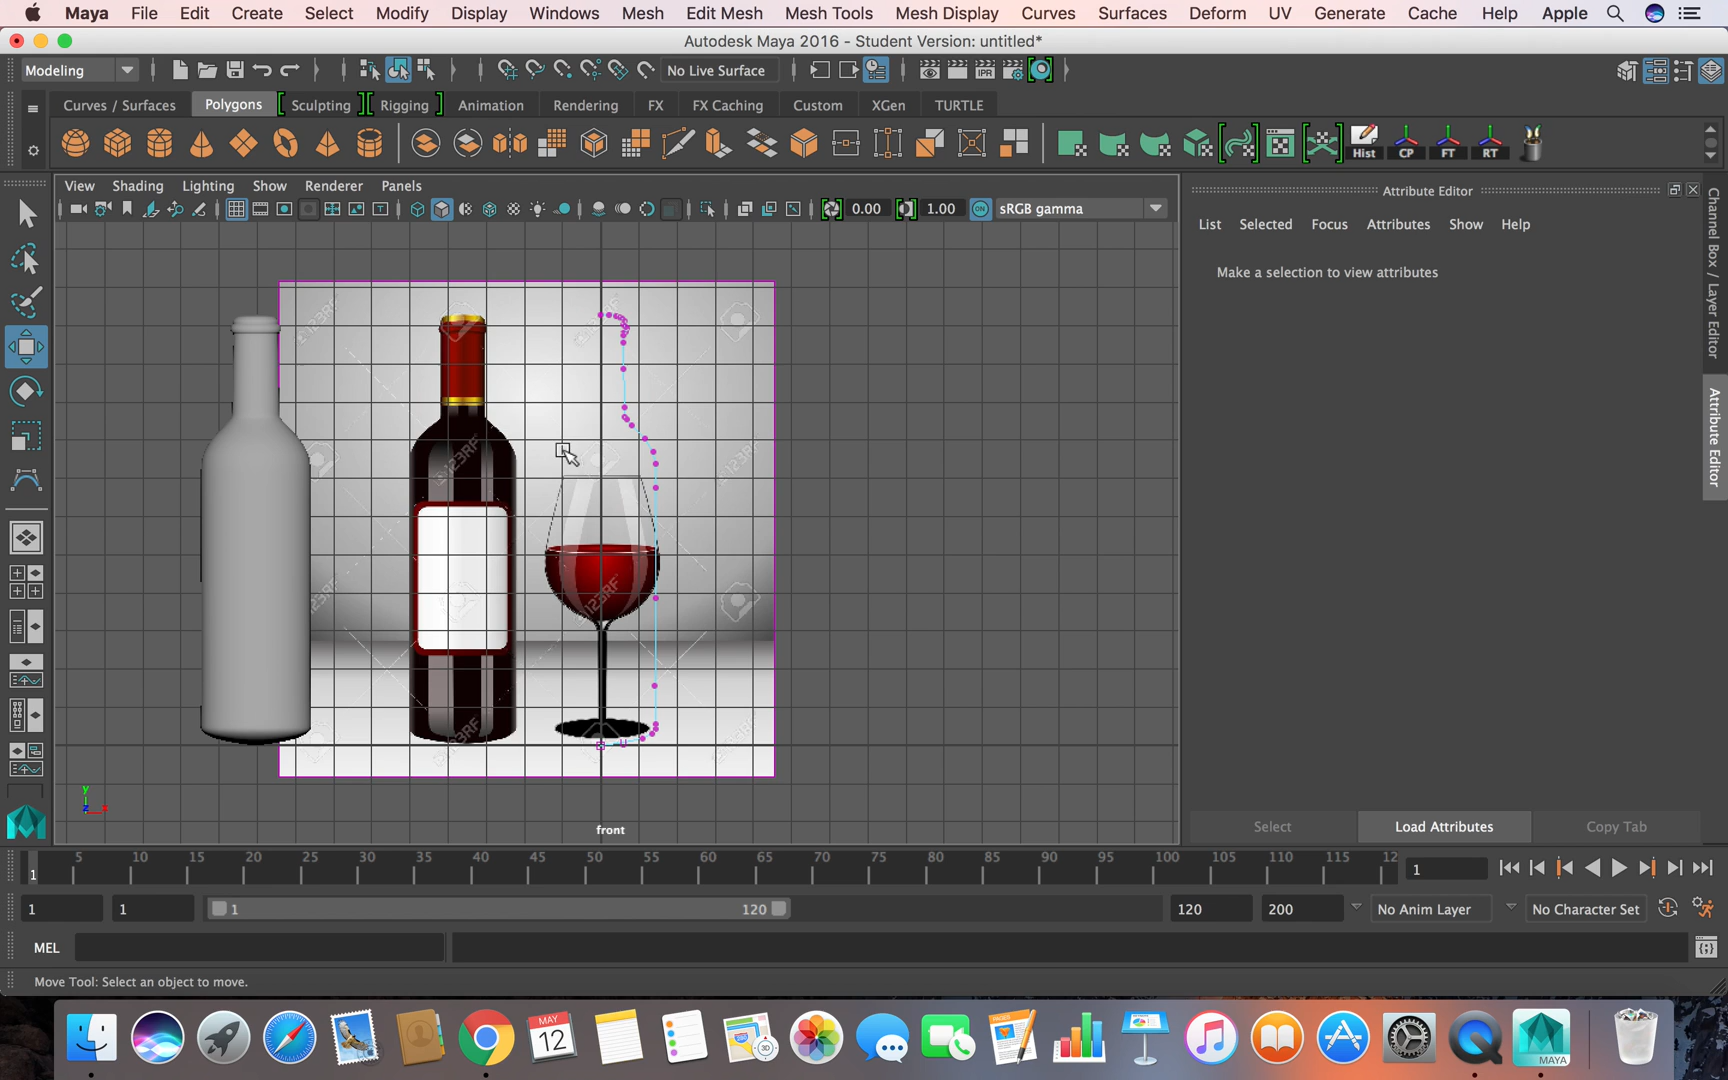 Maya File Edit Create Select Modify Display Windows Mesh Edit Mesh Mesh Tools Mesh Display Curves Surfaces Deform UV Generate Cache Help Apple
Autodesk Maya 2016 - Student Version: untitled*
Modeling No Live Surface IPR
Curves / Surfaces Polygons Sculpting Rigging Animation Rendering FX FX Caching Custom XGen TURTLE
Hist CP FT RT
View Shading Lighting Show Renderer Panels
0.00 1.00 ON sRGB gamma
Attribute Editor
List Selected Focus Attributes Show Help
Make a selection to view attributes
Channel Box / Layer Editor
Attribute Editor
123RF
y
z
front
Select Load Attributes Copy Tab
1 5 10 15 20 25 30 35 40 45 50 55 60 65 70 75 80 85 90 95 100 105 110 115 12 1
1 1 1 120 120 200 No Anim Layer No Character Set
MEL
Move Tool: Select an object to move.
MAY
12
3D
PAGES
MAYA